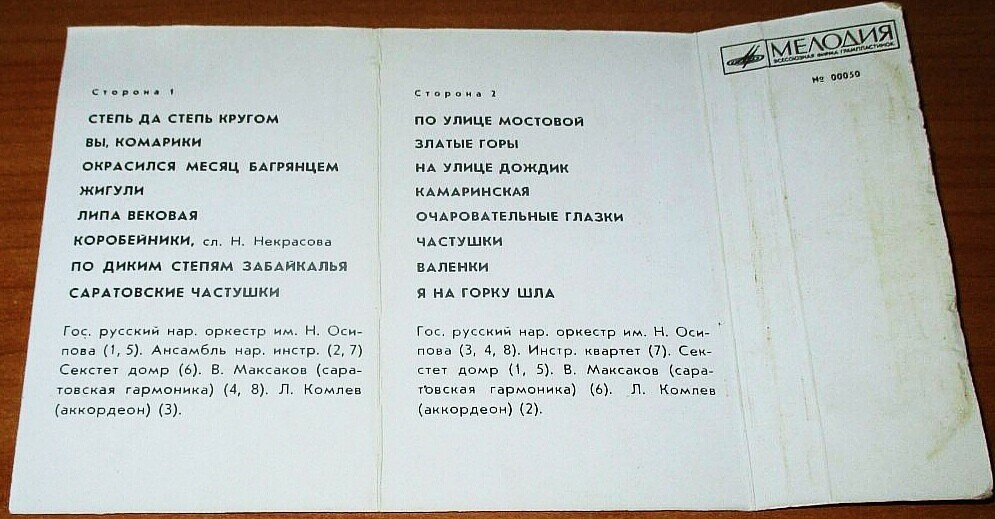 Сторона 1
СТЕПЬ ДА СТЕПЬ КРУГОМ
ВЫ, КОМАРИКИ
ОКРАСИЛСЯ МЕСЯЦ БАГРЯНЦЕМ
ЖИГУЛИ
ЛИПА ВЕКОВАЯ
КОРОБЕЙНИКИ, сл. Н. Некрасова
ПО ДИКИМ СТЕПЯМ ЗАБАЙКАЛЬЯ
САРАТОВСКИЕ ЧАСТУШКИ
Гос. русский нар. оркестр им. Н. Оси-
пова (1, 5). Ансамбль нар. инстр. (2, 7)
Секстет домр (6). В. Максаков (сара-
товская гармоника) (4, 8). Л. Комлев
(аккордеон) (3).
Сторона 2
ПО УЛИЦЕ МОСТОВОЙ
ЗЛАТЫЕ ГОРЫ
НА УЛИЦЕ ДОЖДИК
КАМАРИНСКАЯ
ОЧАРОВАТЕЛЬНЫЕ ГЛАЗКИ
ЧАСТУШКИ
ВАЛЕНКИ
Я НА ГОРКУ ШЛА
Гос. русский нар. оркестр им. Н. Оси-
пова (3, 4, 8). Инстр. квартет (7). Сек-
стет домр (1, 5). В. Максаков (сара-
товская гармоника) (6). Л. Комлев
(аккордеон) (2).
МЕЛОДИЯ
ВСЕСОЮЗНАЯ ФИРМА ГРАМПЛАСТИНОК
№ 00050